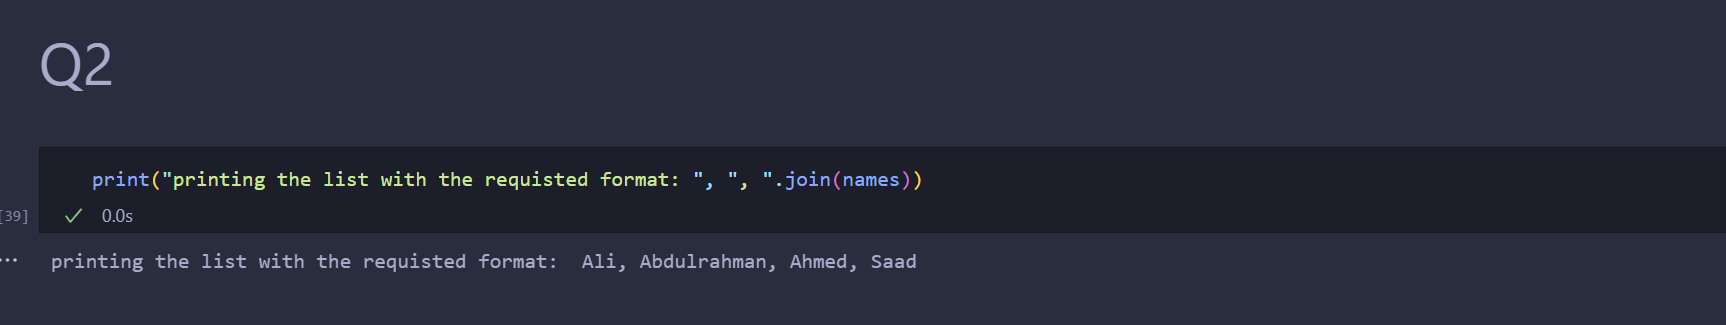 Q2
print("printing the list with the requisted format: ", ", ".join(names))
[39]
0.0s
printing the list with the requisted format:  Ali, Abdulrahman, Ahmed, Saad